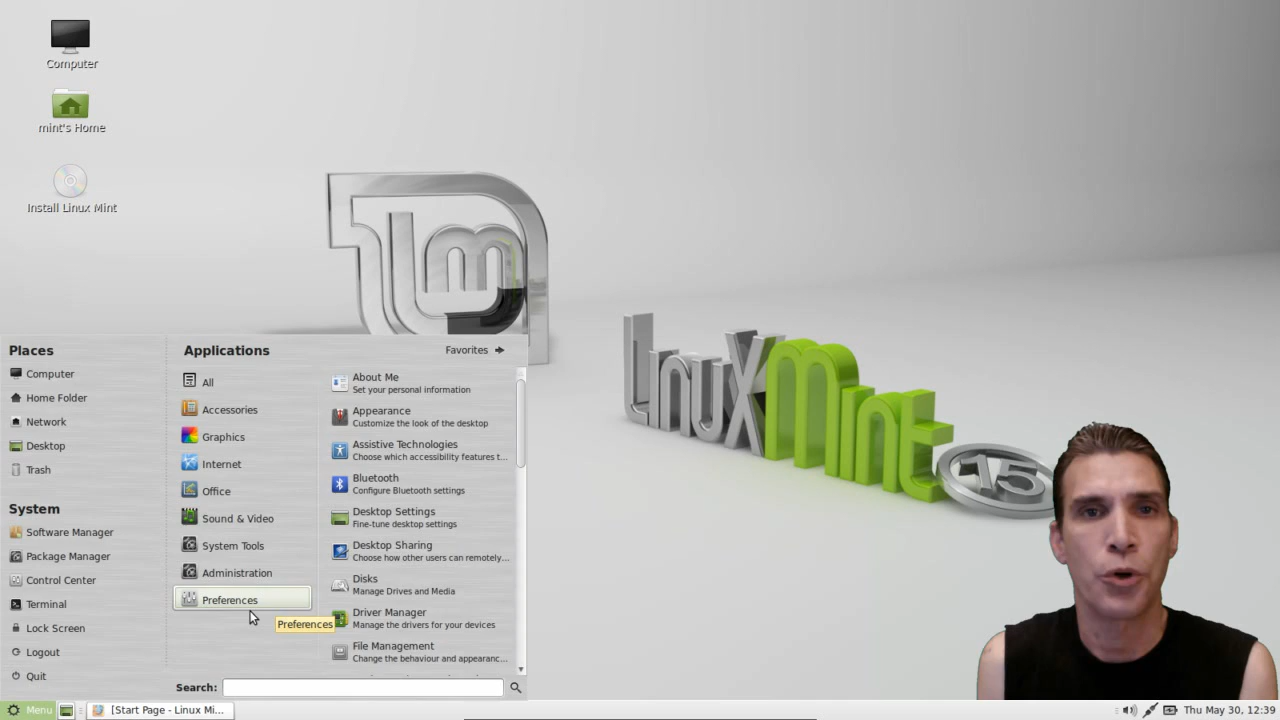 Computer
mint's Home
Install Linux Mint
LinuxMint 15
Places
Computer
Home Folder
Network
Desktop
Trash
System
Software Manager
Package Manager
Control Center
Terminal
Lock Screen
Logout
Quit
Applications
Favorites
All
Accessories
Graphics
Internet
Office
Sound & Video
System Tools
Administration
Preferences
Preferences
About Me
Set your personal information
Appearance
Customize the look of the desktop
Assistive Technologies
Choose which accessibility features t...
Bluetooth
Configure Bluetooth settings
Desktop Settings
Fine-tune desktop settings
Desktop Sharing
Choose how other users can remotely...
Disks
Manage Drives and Media
Driver Manager
Manage the drivers for your devices
File Management
Change the behaviour and appearanc...
Search:
Menu
[Start Page - Linux Mi...
Thu May 30, 12:39